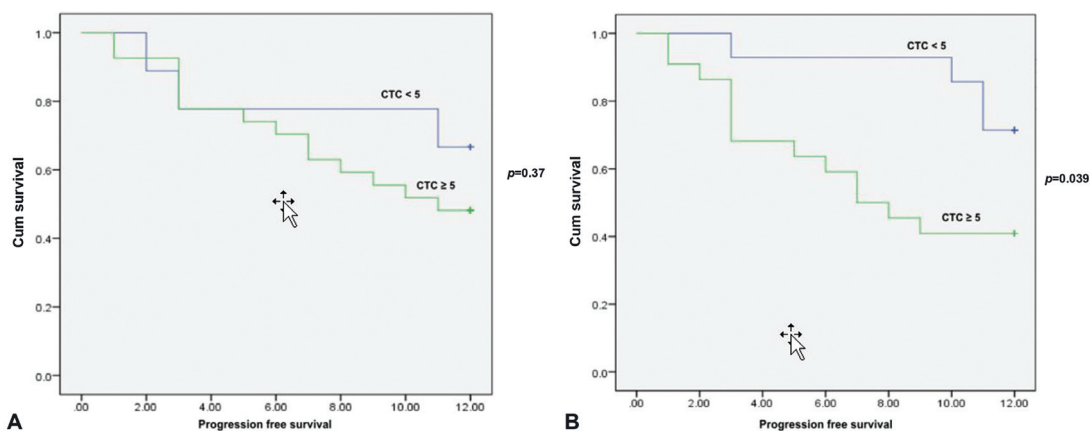 1.0
0.8
0.6
0.4
0.2
0.0
Cum survival
CTC < 5
CTC ≥ 5
p=0.37
.00 2.00 4.00 6.00 8.00 10.00 12.00
Progression free survival
A
1.0
0.8
0.6
0.4
0.2
0.0
Cum survival
CTC < 5
CTC ≥ 5
p=0.039
.00 2.00 4.00 6.00 8.00 10.00 12.00
Progression free survival
B